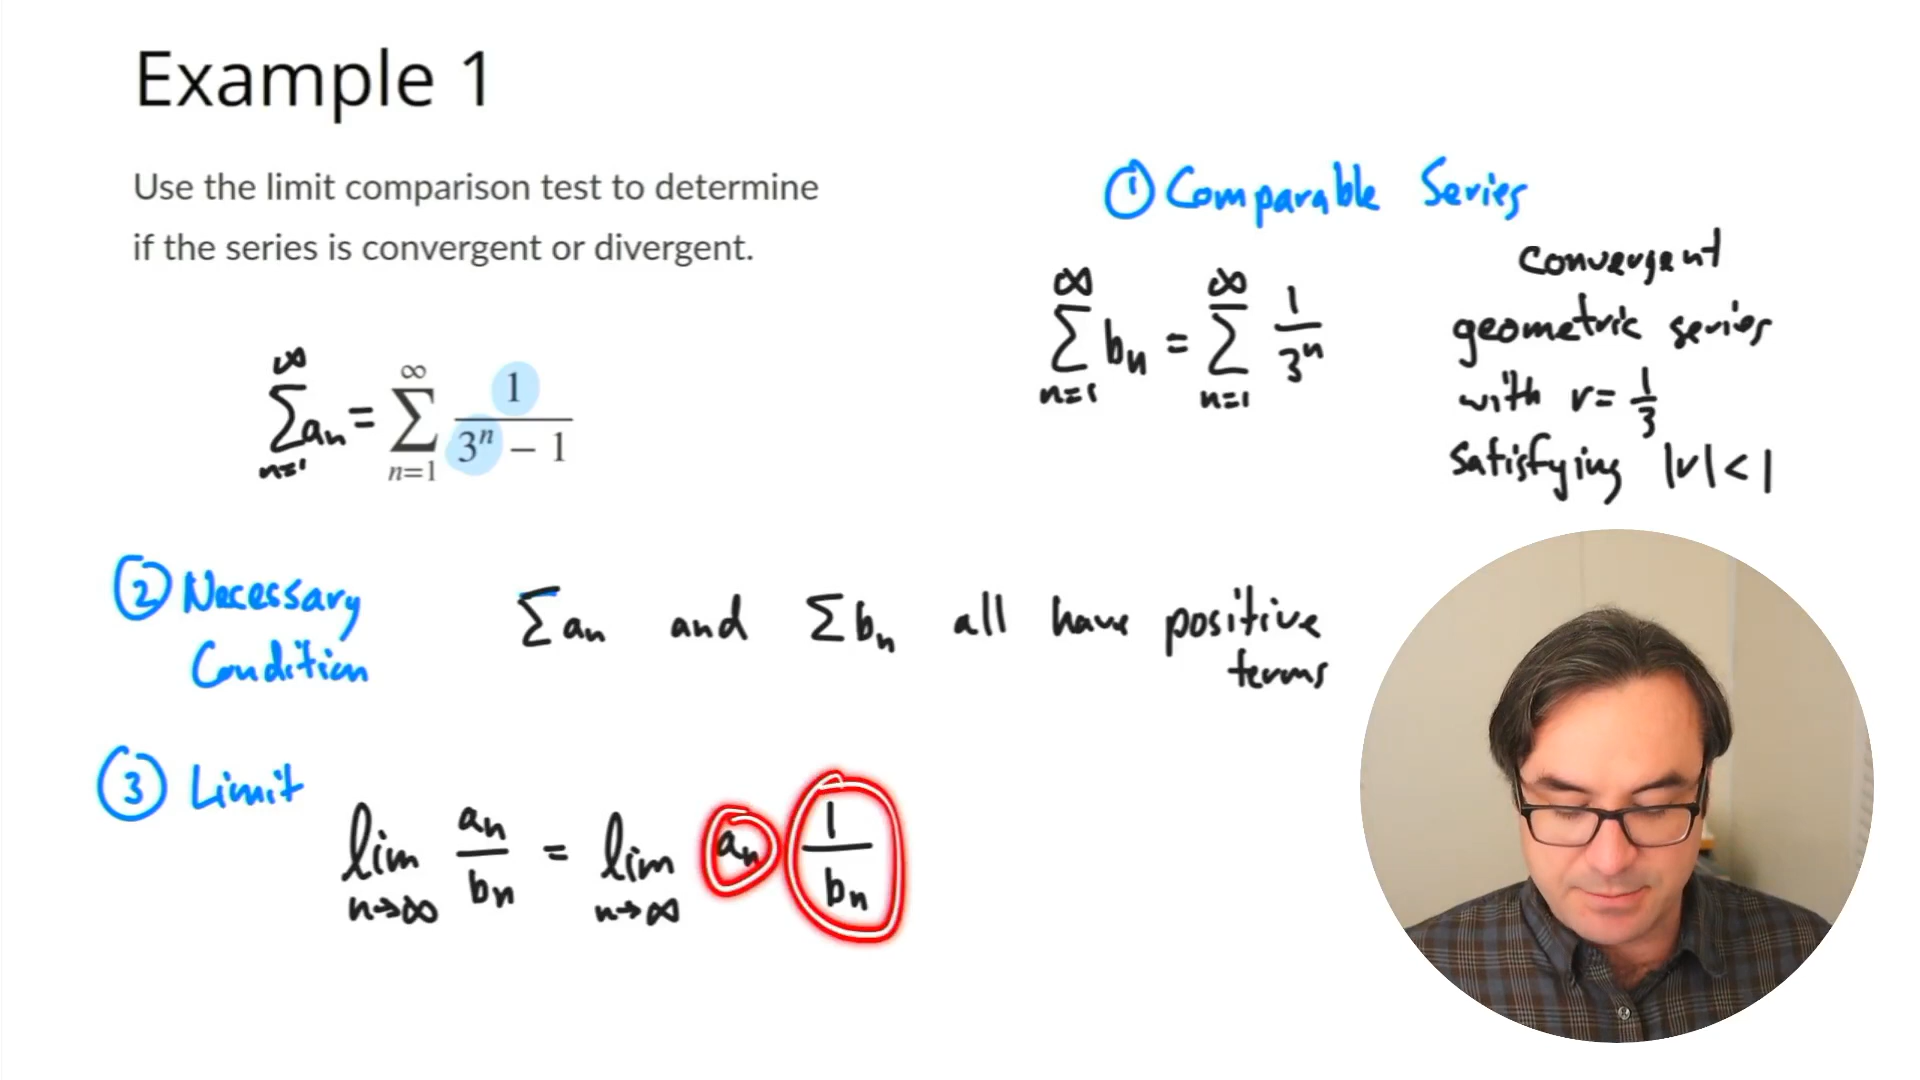 Example 1
Use the limit comparison test to determine
if the series is convergent or divergent.
∞ ∑ n=1 aₙ = ∞ ∑ n=1 1/(3ⁿ − 1)
① Comparable Series
∞ ∑ n=1 bₙ = ∞ ∑ n=1 1/3ⁿ
convergent
geometric series
with r = 1/3
satisfying |r| < 1
② Necessary
Condition
∑aₙ and ∑bₙ all have positive
terms
③ Limit
lim n→∞ aₙ/bₙ = lim n→∞ aₙ 1/bₙ